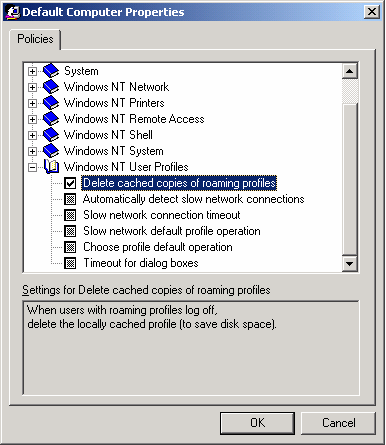 Default Computer Properties
Policies
System
Windows NT Network
Windows NT Printers
Windows NT Remote Access
Windows NT Shell
Windows NT System
Windows NT User Profiles
Delete cached copies of roaming profiles
Automatically detect slow network connections
Slow network connection timeout
Slow network default profile operation
Choose profile default operation
Timeout for dialog boxes
Settings for Delete cached copies of roaming profiles
When users with roaming profiles log off,
delete the locally cached profile (to save disk space).
OK
Cancel